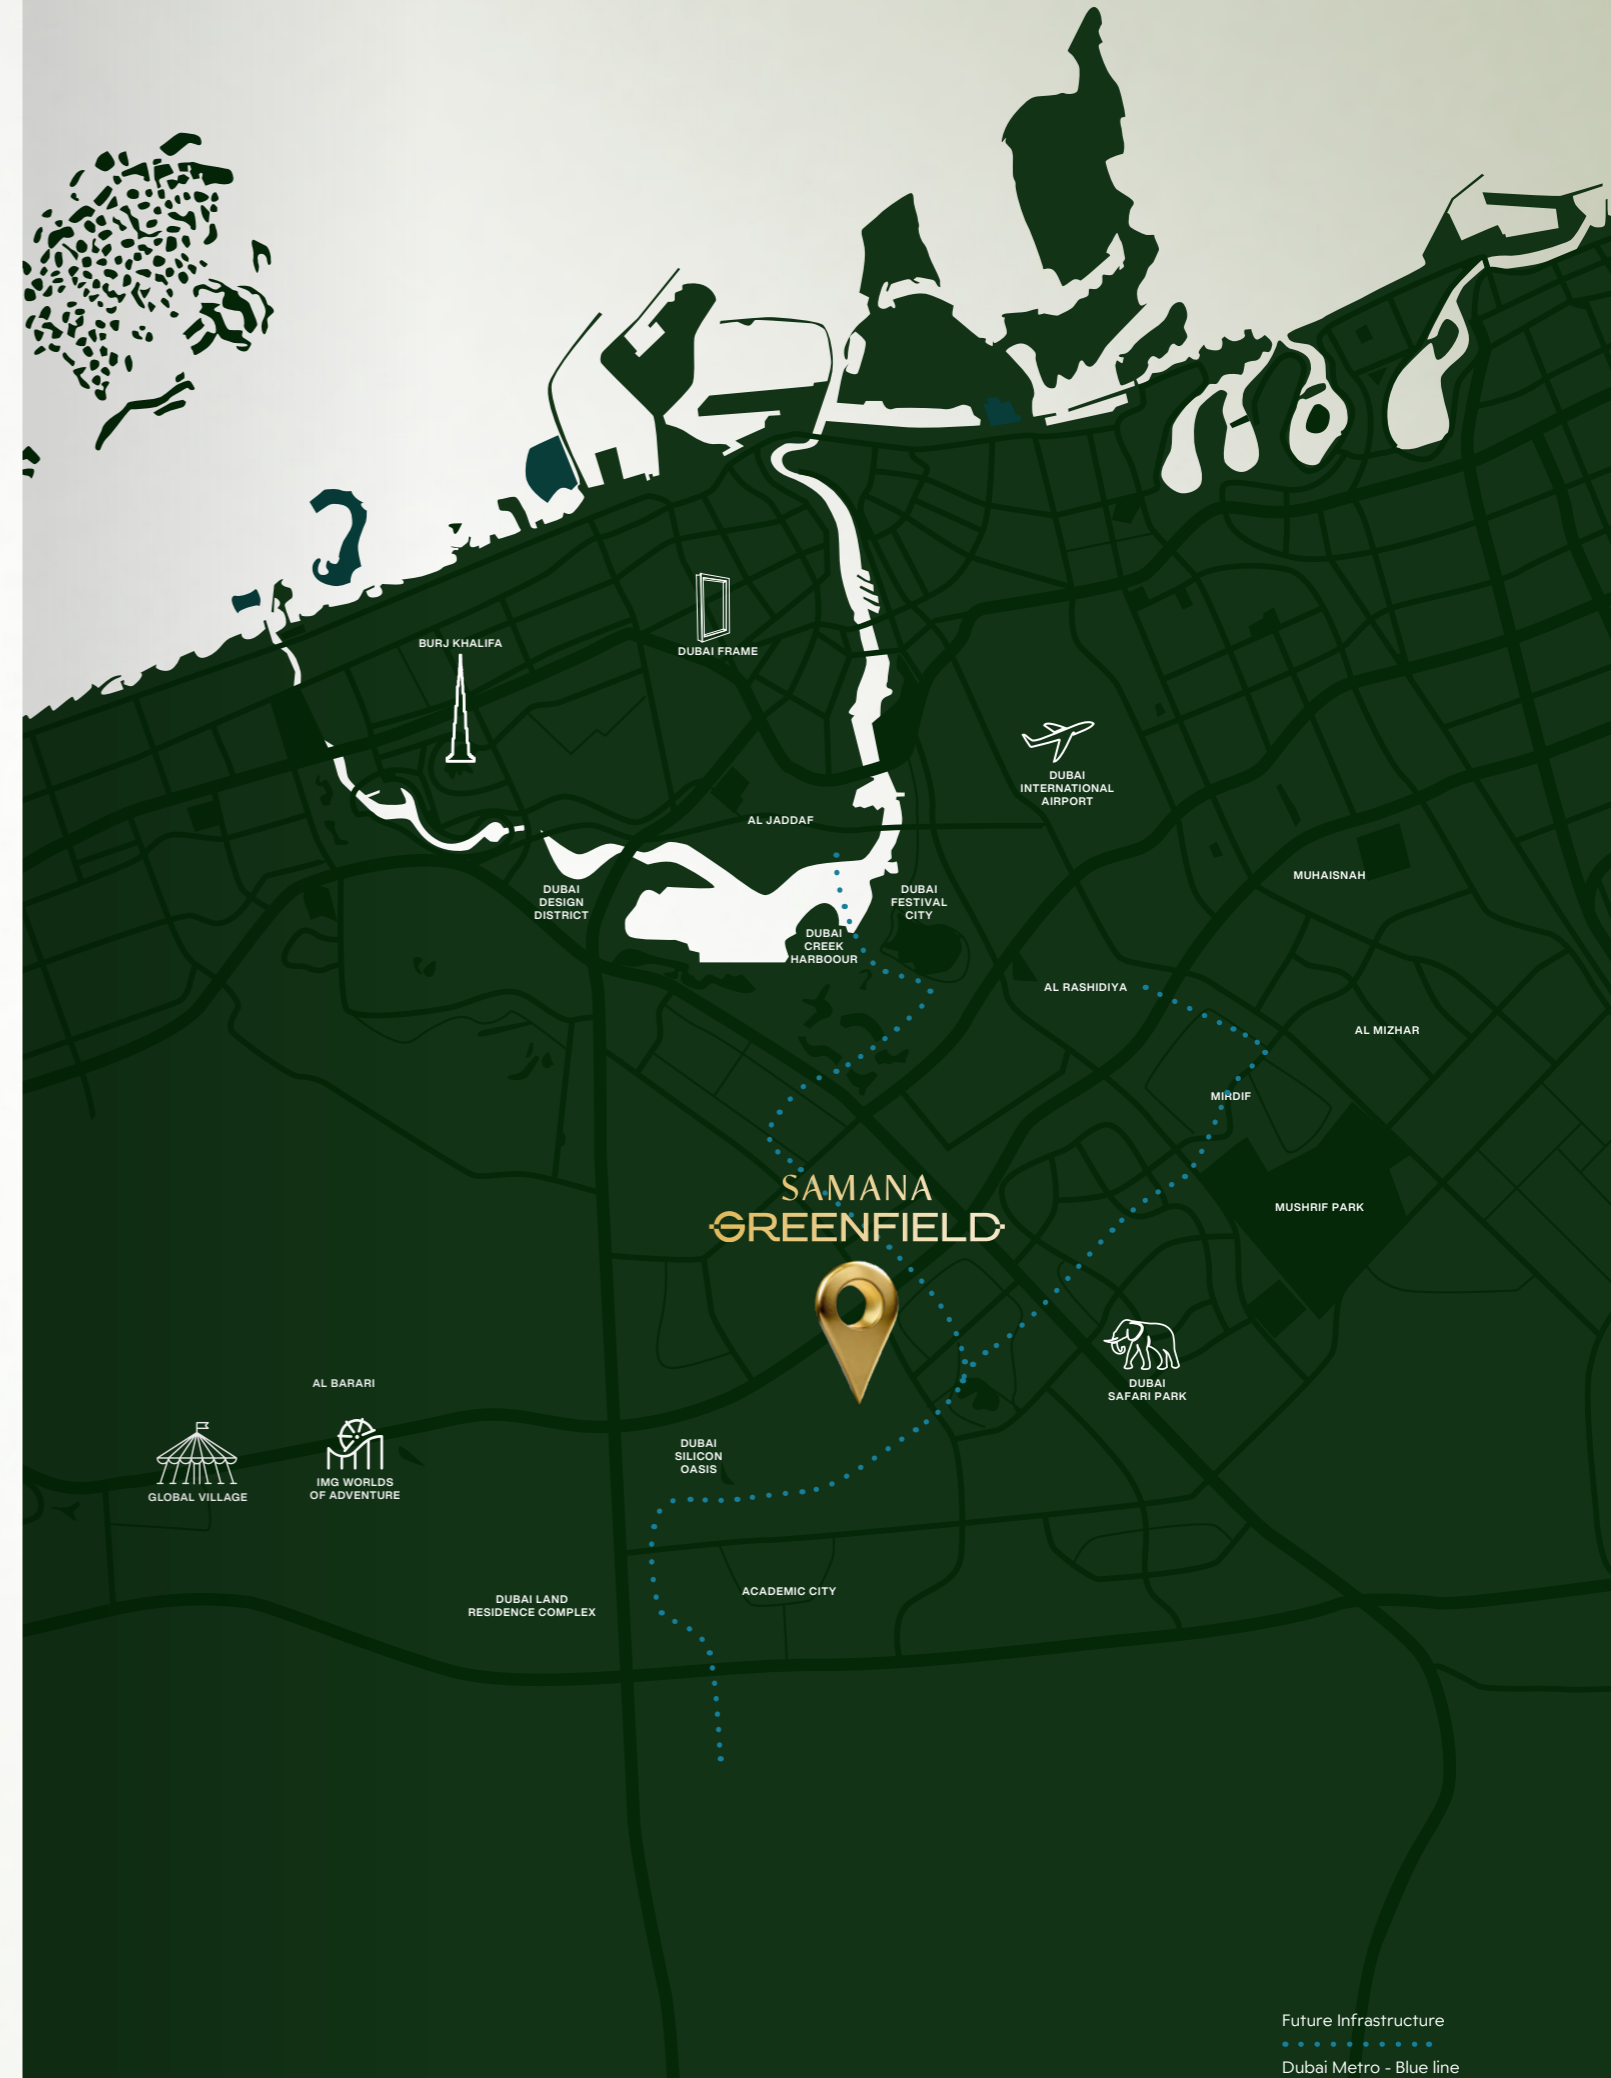 BURJ KHALIFA
DUBAI FRAME
DUBAI
INTERNATIONAL
AIRPORT
AL JADDAF
MUHAISNAH
DUBAI
DESIGN
DISTRICT
DUBAI
FESTIVAL
CITY
DUBAI
CREEK
HARBOOUR
AL RASHIDIYA
AL MIZHAR
MIRDIF
SAMANA
GREENFIELD
MUSHRIF PARK
DUBAI
SAFARI PARK
AL BARARI
GLOBAL VILLAGE
IMG WORLDS
OF ADVENTURE
DUBAI
SILICON
OASIS
DUBAI LAND
RESIDENCE COMPLEX
ACADEMIC CITY
Future Infrastructure
Dubai Metro - Blue line